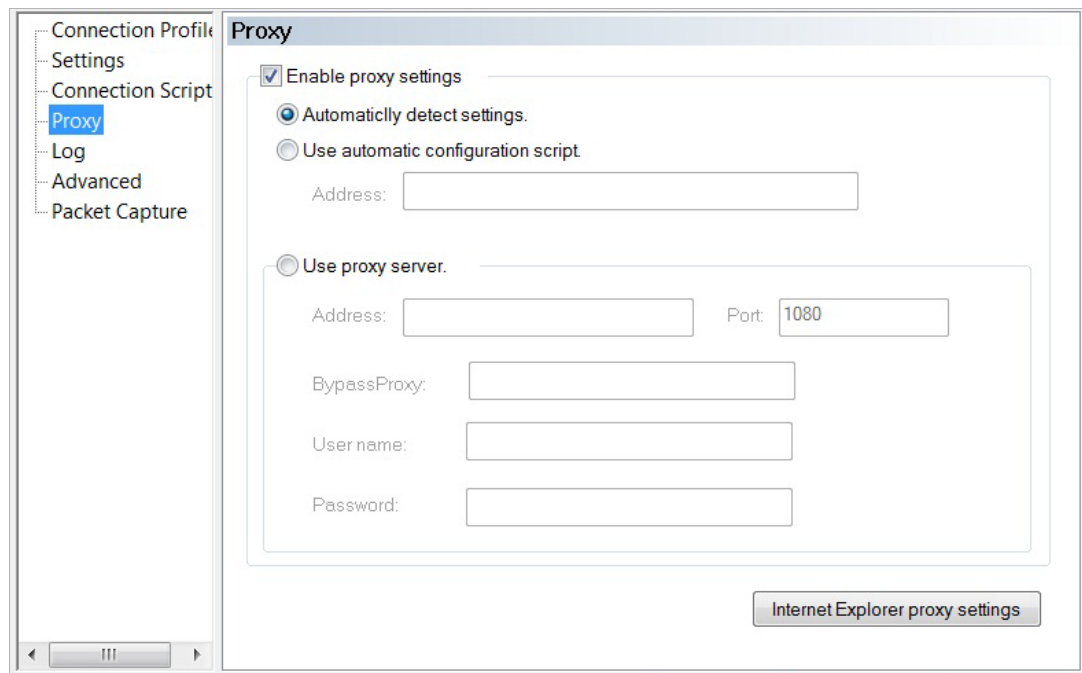 Connection Profile
Settings
Connection Script
Proxy
Log
Advanced
Packet Capture
Proxy
Enable proxy settings
Automaticlly detect settings.
Use automatic configuration script.
Address:
Use proxy server.
Address:
Port: 1080
BypassProxy:
User name:
Password:
Internet Explorer proxy settings